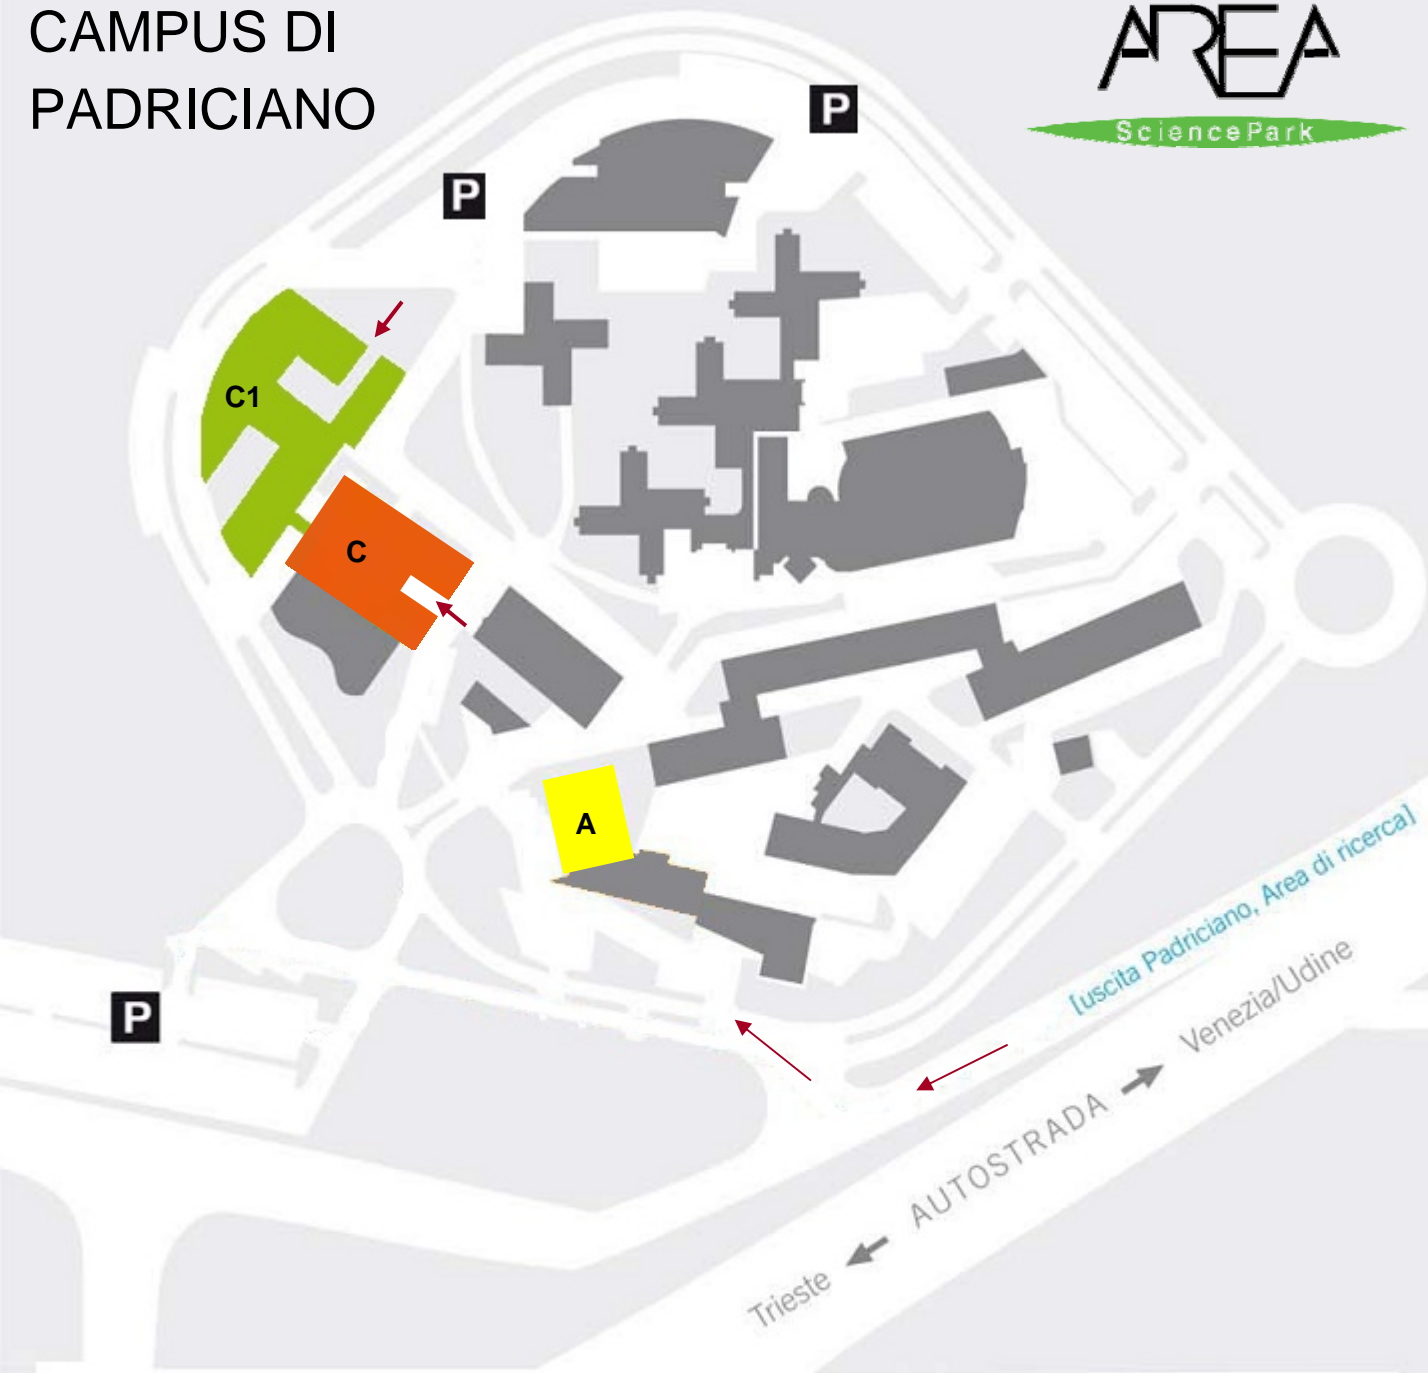 CAMPUS DI
PADRICIANO
AREA
SciencePark
P
P
C1
C
A
P
[uscita Padriciano, Area di ricerca]
Venezia/Udine
AUTOSTRADA
Trieste